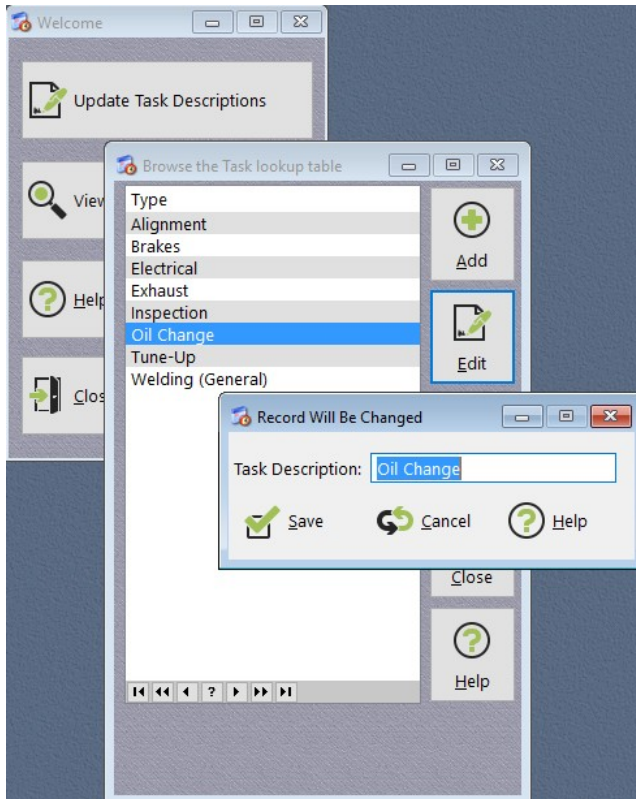 Welcome
Update Task Descriptions
View
Help
Close
Browse the Task lookup table
Type
Alignment
Brakes
Electrical
Exhaust
Inspection
Oil Change
Tune-Up
Welding (General)
Add
Edit
Record Will Be Changed
Task Description: Oil Change
Save Cancel Help
Close
Help